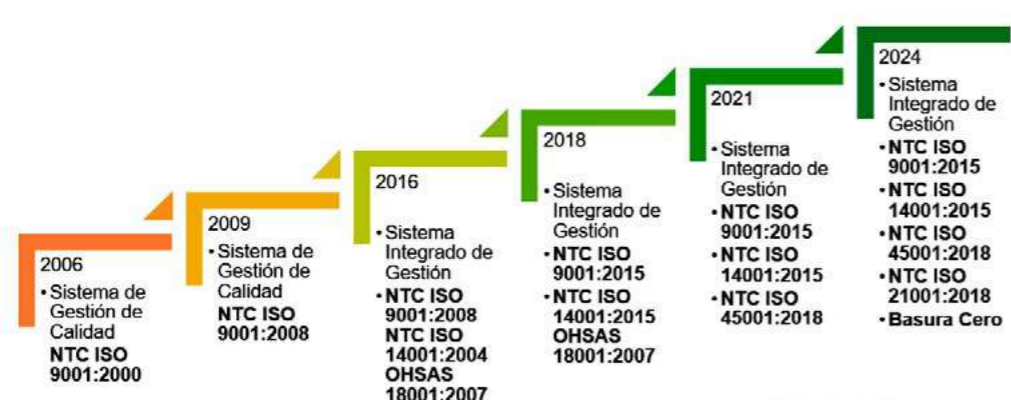 2006
• Sistema de
Gestión de
Calidad
NTC ISO
9001:2000
2009
• Sistema de
Gestión de
Calidad
NTC ISO
9001:2008
2016
• Sistema
Integrado de
Gestión
• NTC ISO
9001:2008
NTC ISO
14001:2004
OHSAS
18001:2007
2018
• Sistema
Integrado de
Gestión
• NTC ISO
9001:2015
• NTC ISO
14001:2015
OHSAS
18001:2007
2021
• Sistema
Integrado de
Gestión
• NTC ISO
9001:2015
• NTC ISO
14001:2015
• NTC ISO
45001:2018
2024
• Sistema
Integrado de
Gestión
• NTC ISO
9001:2015
• NTC ISO
14001:2015
• NTC ISO
45001:2018
• NTC ISO
21001:2018
• Basura Cero